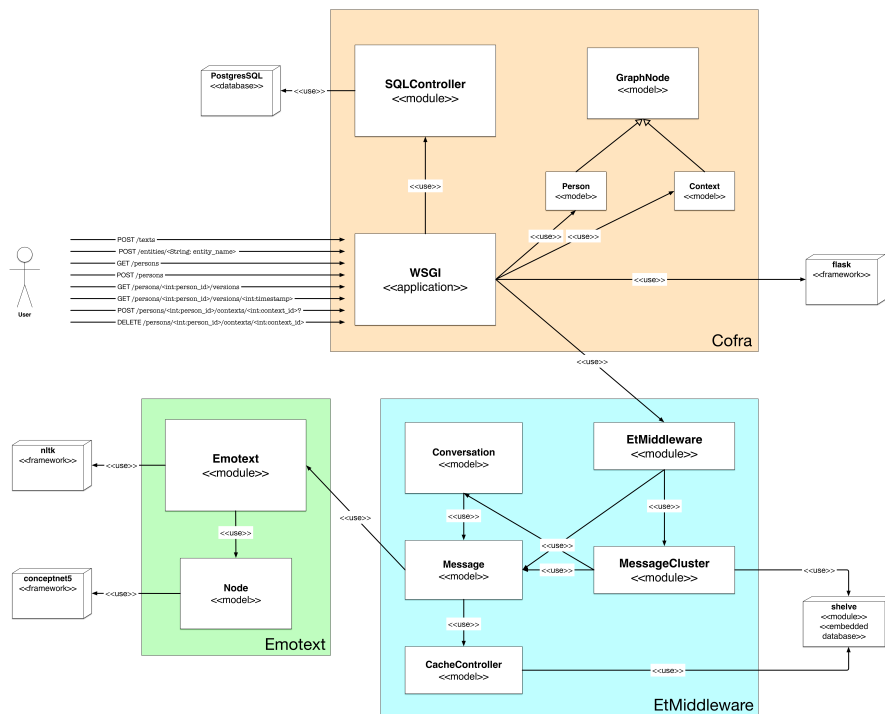 PostgresSQL
<<database>>
<<use>>
SQLController
<<module>>
GraphNode
<<model>>
<<use>>
Person
<<model>>
Context
<<model>>
<<use>>
<<use>>
User
POST /texts
POST /entities/<String: entity_name>
GET /persons
POST /persons
GET /persons/<int:person_id>/versions
GET /persons/<int:person_id>/versions/<int:timestamp>
POST /persons/<int:person_id>/contexts/<int:context_id>?
DELETE /persons/<int:person_id>/contexts/<int:context_id>
WSGI
<<application>>
<<use>>
flask
<<framework>>
Cofra
<<use>>
nltk
<<framework>>
<<use>>
Emotext
<<module>>
<<use>>
conceptnet5
<<framework>>
<<use>>
Node
<<model>>
Emotext
<<use>>
Conversation
<<model>>
EtMiddleware
<<module>>
<<use>>
<<use>>
<<use>>
Message
<<model>>
<<use>>
MessageCluster
<<module>>
<<use>>
<<use>>
shelve
<<module>>
<<embedded
database>>
CacheController
<<model>>
<<use>>
EtMiddleware